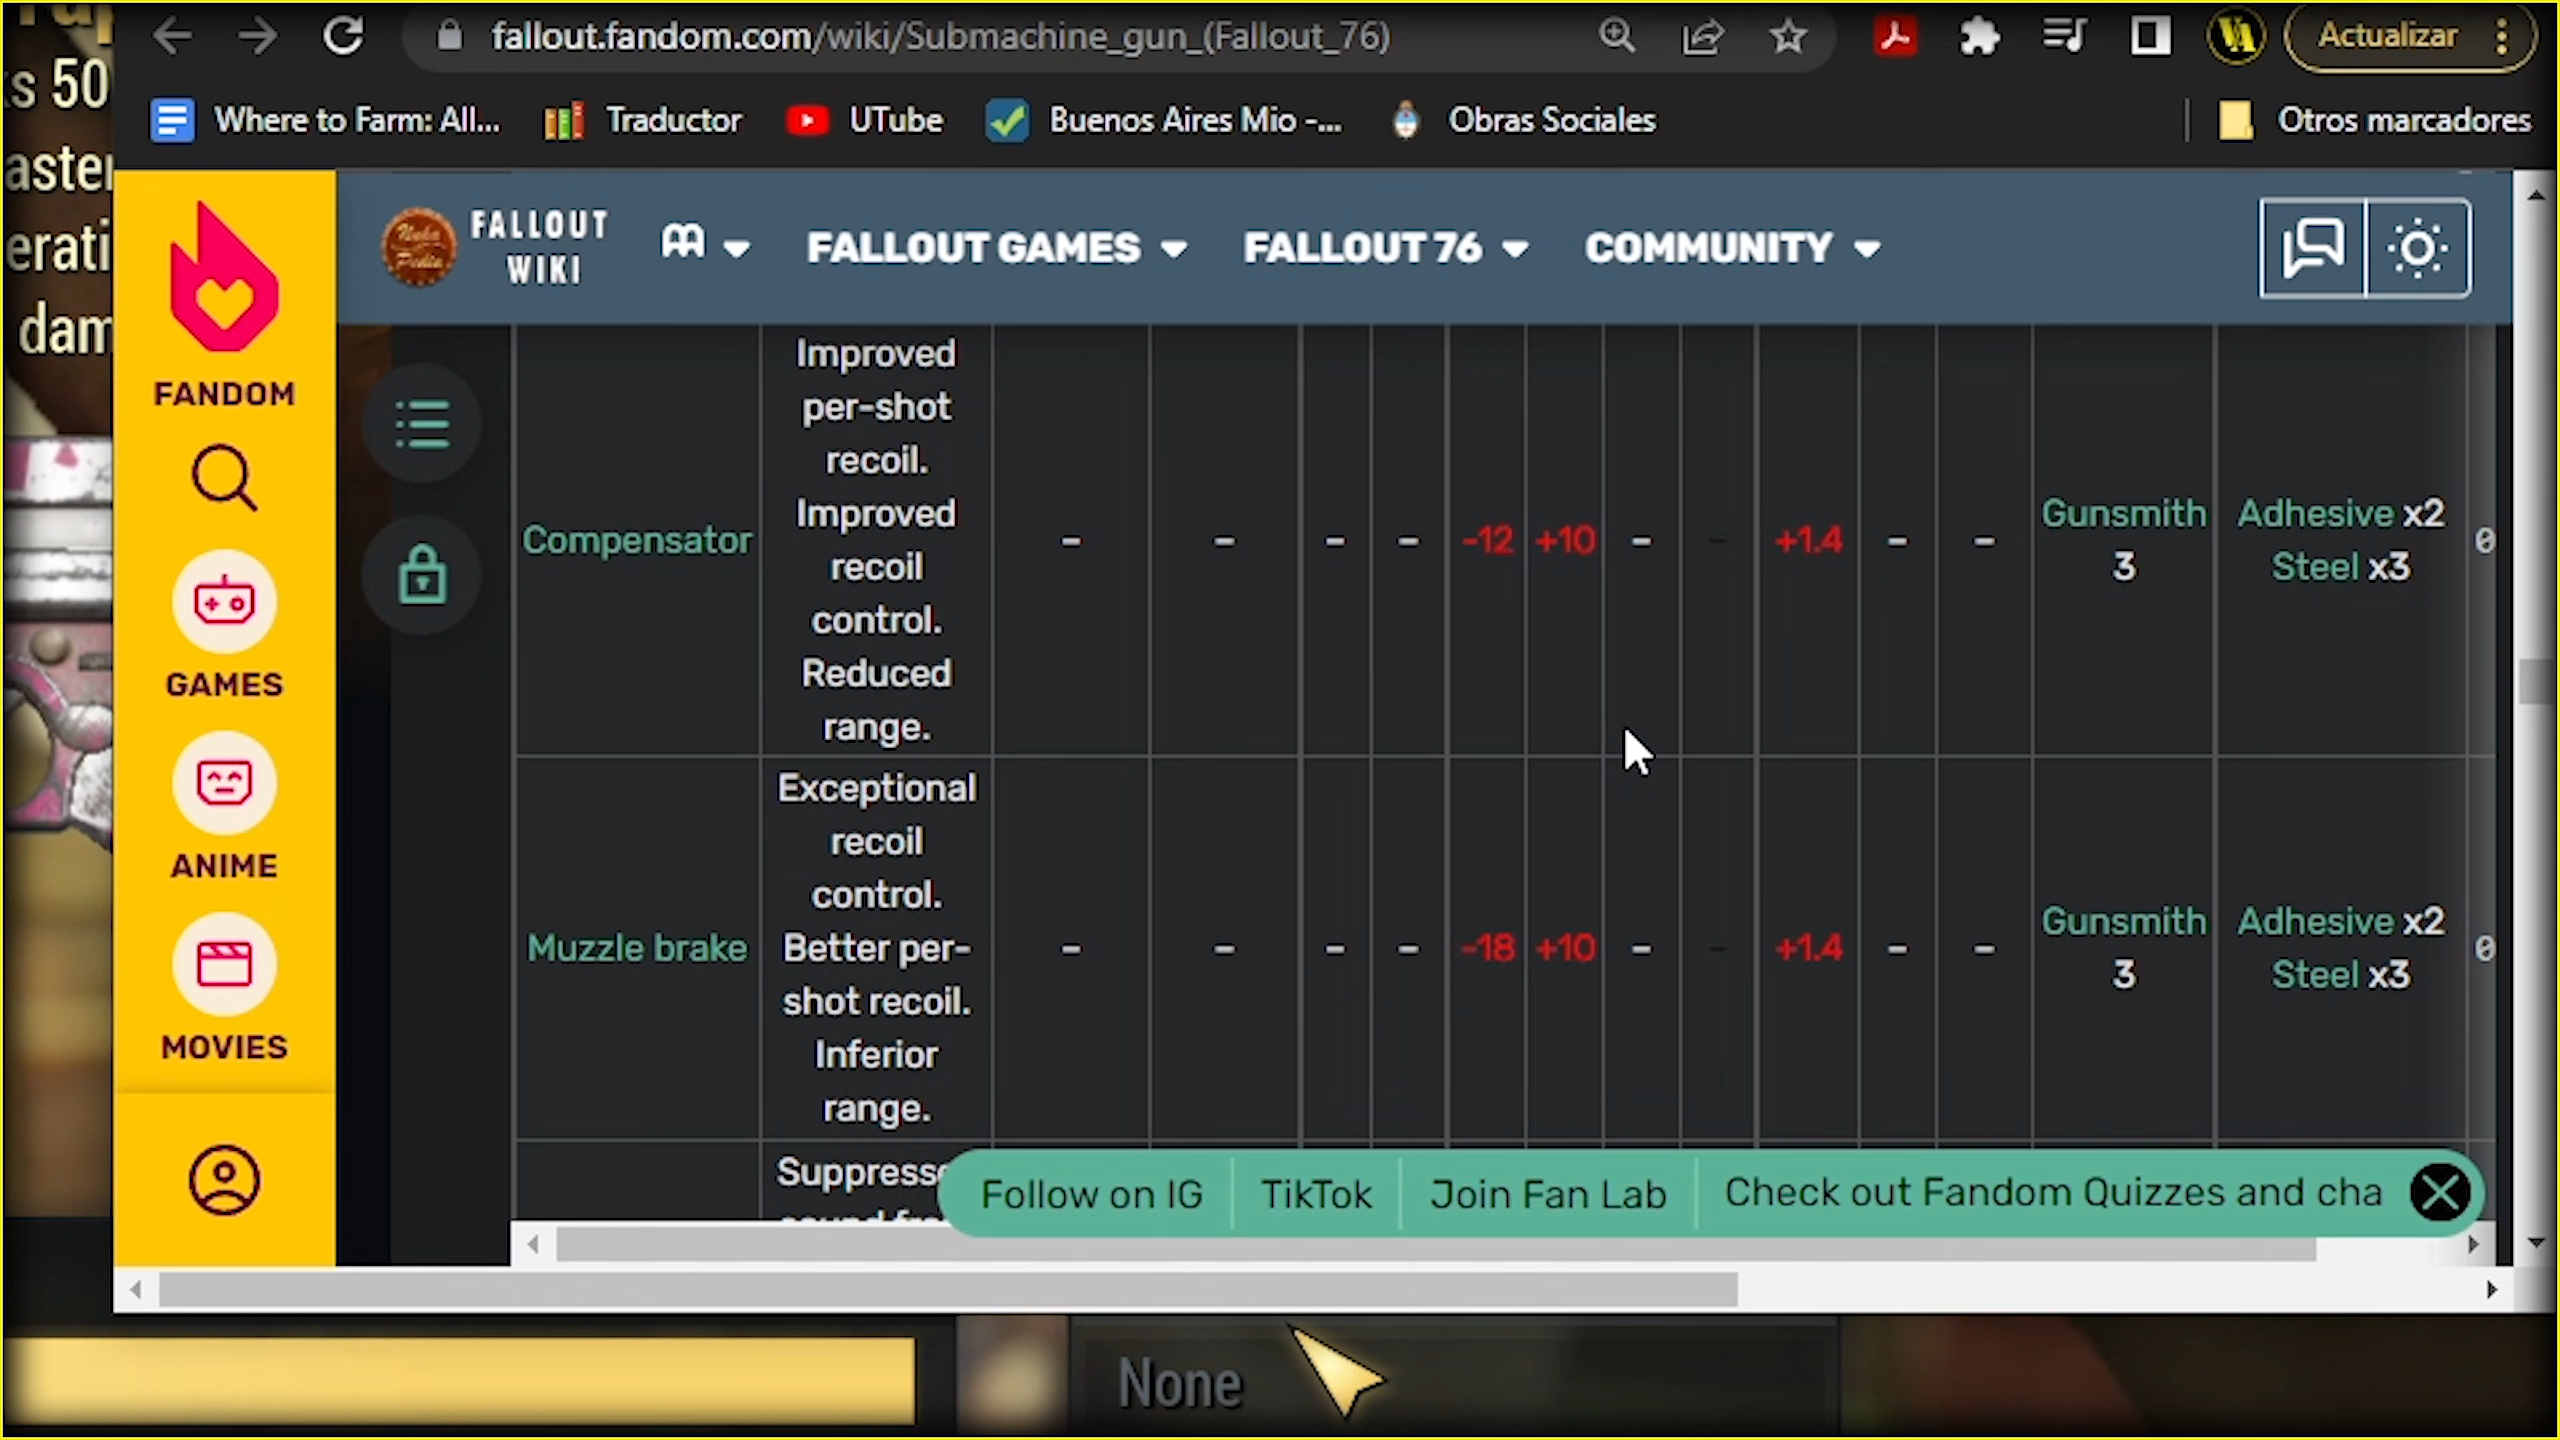 fallout.fandom.com/wiki/Submachine_gun_(Fallout_76)
Actualizar
Where to Farm: All...
Traductor
UTube
Buenos Aires Mio -...
Obras Sociales
Otros marcadores
s 50
dam
FANDOM
GAMES
ANIME
MOVIES
Nuka
Pedia
FALLOUT
WIKI
FALLOUT GAMES
FALLOUT 76
COMMUNITY
Compensator
Improved
per-shot
recoil.
Improved
recoil
control.
Reduced
range.
- - - - -12 +10 - - +1.4 - -
Gunsmith
3
Adhesive x2
Steel x3
0
Muzzle brake
Exceptional
recoil
control.
Better per-
shot recoil.
Inferior
range.
- - - - -18 +10 - - +1.4 - -
Gunsmith
3
Adhesive x2
Steel x3
0
Follow on IG
TikTok
Join Fan Lab
Check out Fandom Quizzes and cha
None